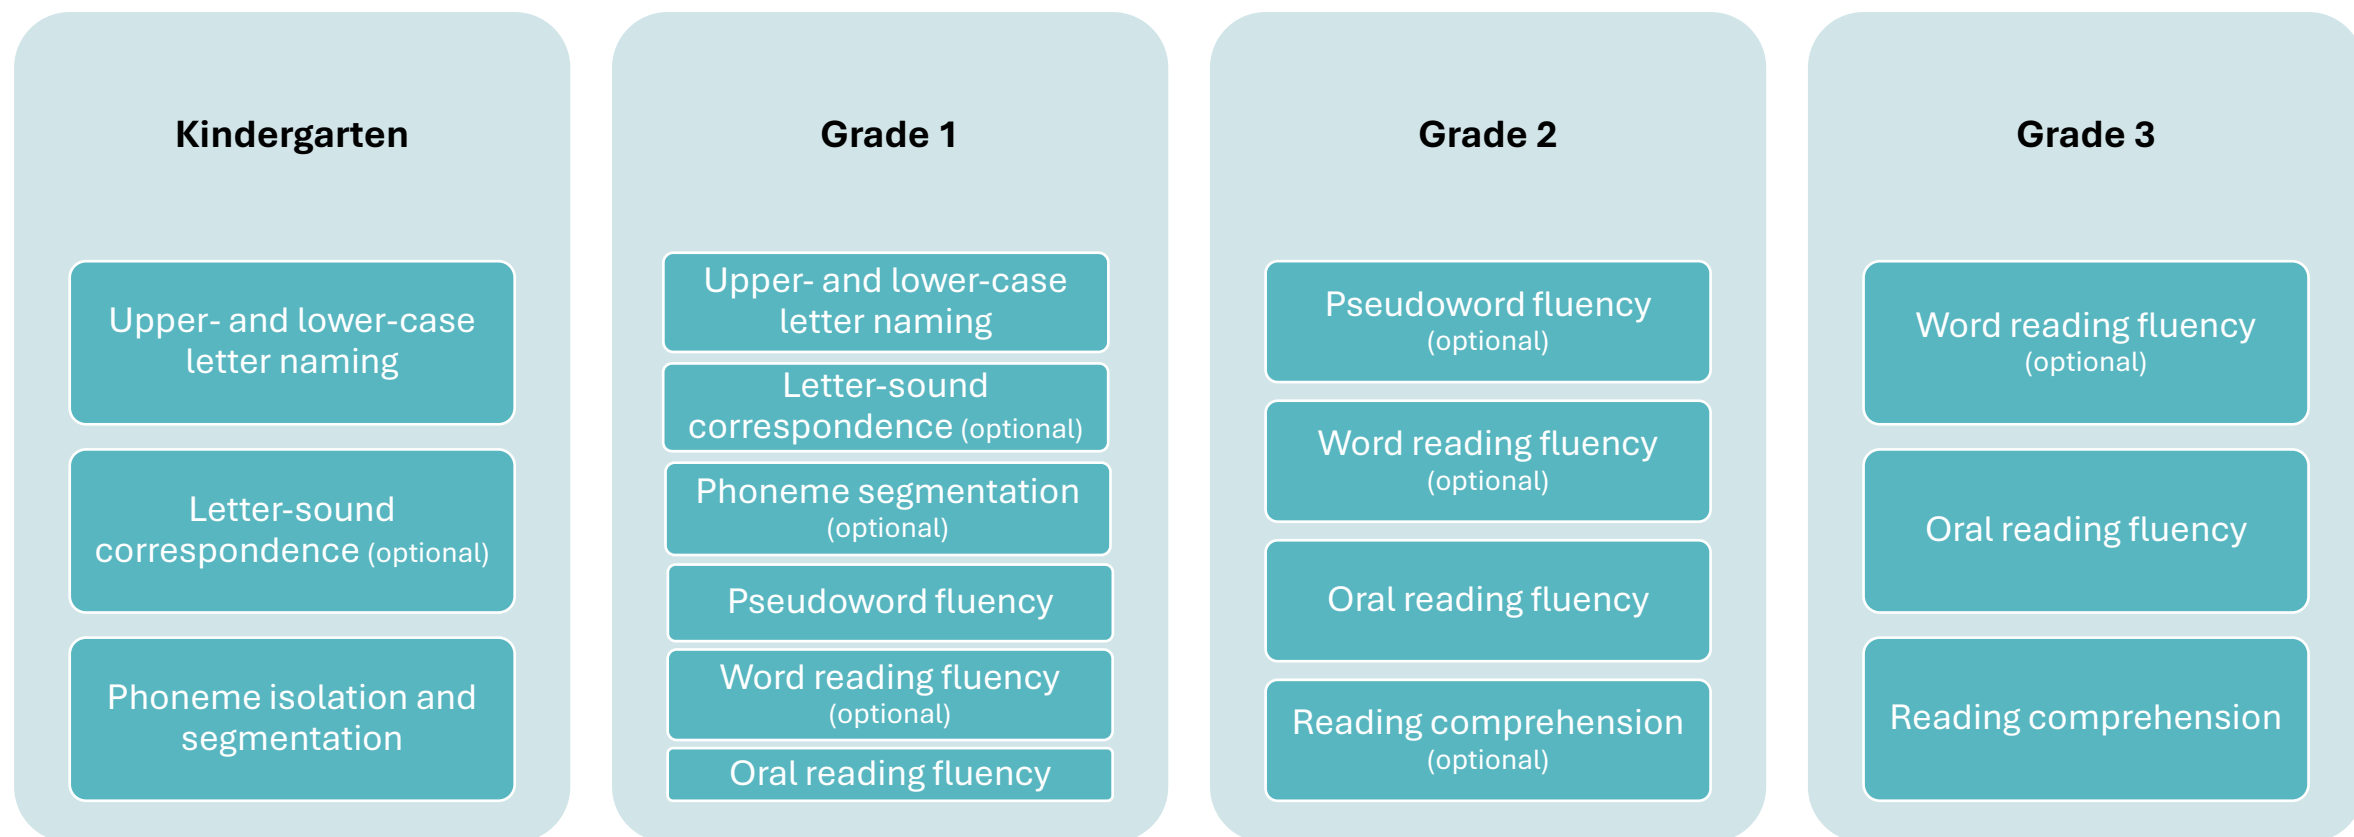 Kindergarten
Upper- and lower-case
letter naming
Letter-sound
correspondence (optional)
Phoneme isolation and
segmentation
Grade 1
Upper- and lower-case
letter naming
Letter-sound
correspondence (optional)
Phoneme segmentation
(optional)
Pseudoword fluency
Word reading fluency
(optional)
Oral reading fluency
Grade 2
Pseudoword fluency
(optional)
Word reading fluency
(optional)
Oral reading fluency
Reading comprehension
(optional)
Grade 3
Word reading fluency
(optional)
Oral reading fluency
Reading comprehension